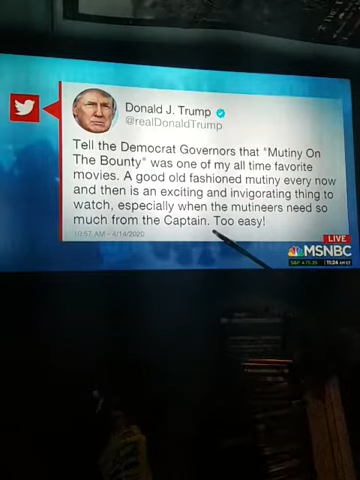 Donald J. Trump
@realDonaldTrump
Tell the Democrat Governors that "Mutiny On
The Bounty" was one of my all time favorite
movies. A good old fashioned mutiny every now
and then is an exciting and invigorating thing to
watch, especially when the mutineers need so
much from the Captain. Too easy!
10:57 AM - 4/14/2020
LIVE
MSNBC
11:24 AM ET